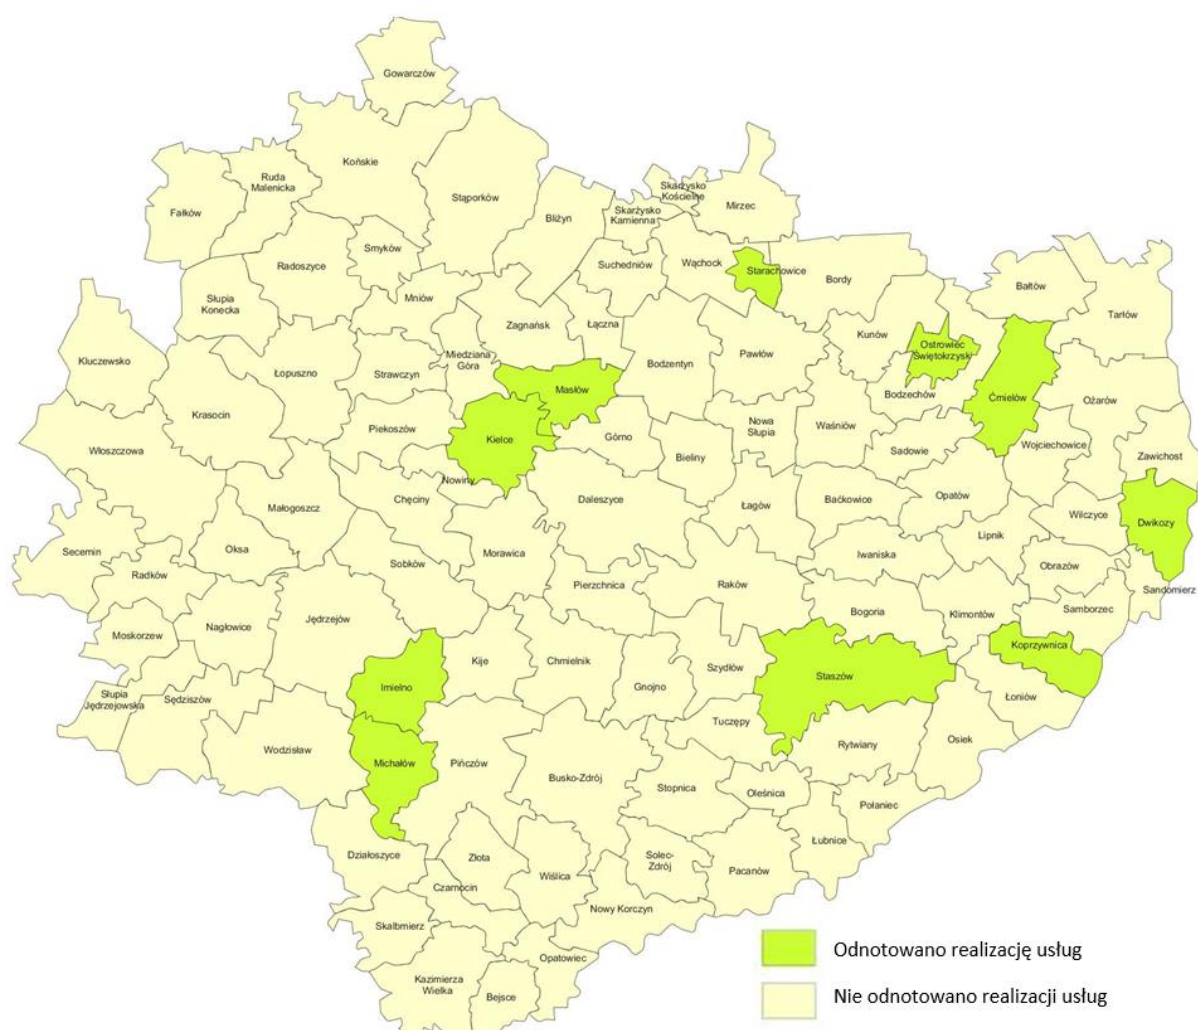 Gowarczów
Końskie
Ruda
Malenicka
Stąporków
Fałków
Skarżysko
Kościelne
Skarżysko
Kamienna
Mirzec
Bliżyn
Smyków
Radoszyce
Suchedniów
Wąchock
Starachowice
Bordy
Bałtów
Tarłów
Słupia
Konecka
Mniów
Zagnańsk
Łączna
Kunów
Ostrowiec
Świętokrzyski
Kluczewsko
Łopuszno
Strawczyn
Miedziana
Góra
Bodzentyn
Pawłów
Masłów
Bodzechów
Ćmielów
Ożarów
Krasocin
Piekoszów
Kielce
Górno
Nowa
Słupia
Waśniów
Sadowie
Wojciechowice
Zawichost
Włoszczowa
Bieliny
Nowiny
Chęciny
Daleszyce
Małogoszcz
Łagów
Baćkowice
Opatów
Wilczyce
Dwikozy
Lipnik
Secemin
Oksa
Sobków
Morawica
Iwaniska
Radków
Pierzchnica
Raków
Obrazów
Sandomierz
Moskorzew
Nagłowice
Jędrzejów
Bogoria
Klimontów
Samborzec
Koprzywnica
Imielno
Kije
Chmielnik
Gnojno
Szydłów
Staszów
Słupia
Jędrzejowska
Sędziszów
Łoniów
Tuczępy
Rytwiany
Osiek
Wodzisław
Michałów
Pińczów
Busko-Zdrój
Stopnica
Oleśnica
Połaniec
Łubnice
Działoszyce
Złota
Solec-
Zdrój
Pacanów
Wiślica
Czarnocin
Nowy Korczyn
Skalbmierz
Opatowiec
Kazimierza
Wielka
Bejsce
Odnotowano realizację usług
Nie odnotowano realizacji usług